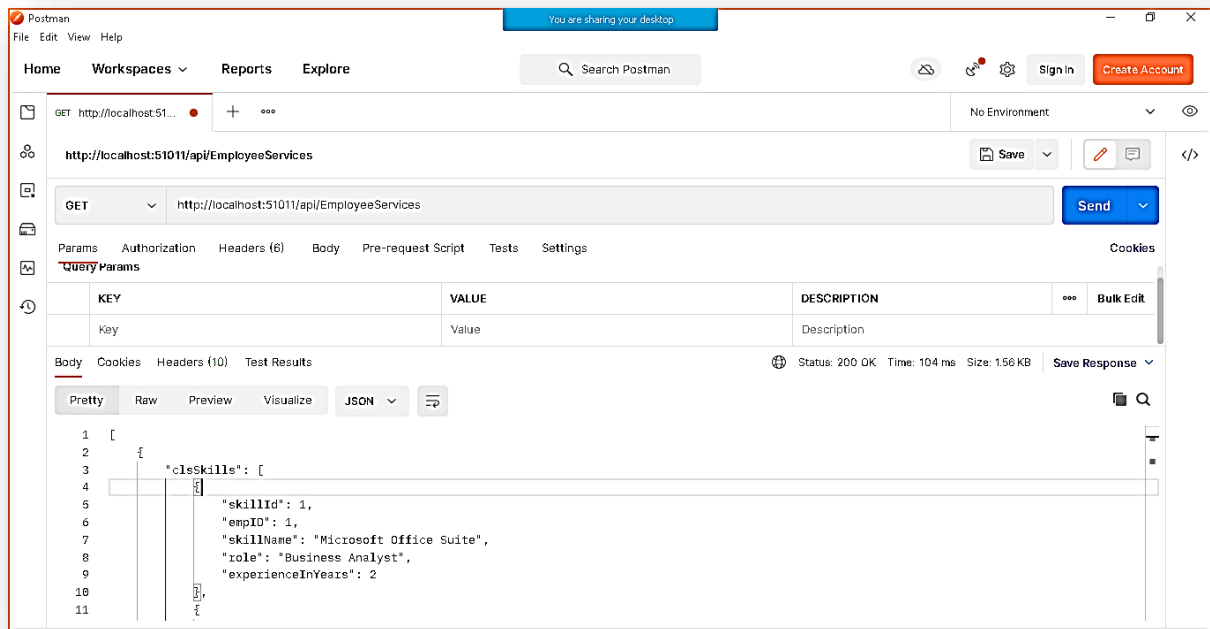 Postman
You are sharing your desktop
File Edit View Help
Home Workspaces Reports Explore Search Postman Sign In Create Account
GET http://localhost:51... No Environment
http://localhost:51011/api/EmployeeServices Save
GET http://localhost:51011/api/EmployeeServices Send
Params Authorization Headers (6) Body Pre-request Script Tests Settings Cookies
Query Params
KEY VALUE DESCRIPTION Bulk Edit
Key Value Description
Body Cookies Headers (10) Test Results Status: 200 OK Time: 104 ms Size: 1.56 KB Save Response
Pretty Raw Preview Visualize JSON
1 [
2 {
3 "clsSkills": [
4 {
5 "skillId": 1,
6 "empID": 1,
7 "skillName": "Microsoft Office Suite",
8 "role": "Business Analyst",
9 "experienceInYears": 2
10 },
11 {